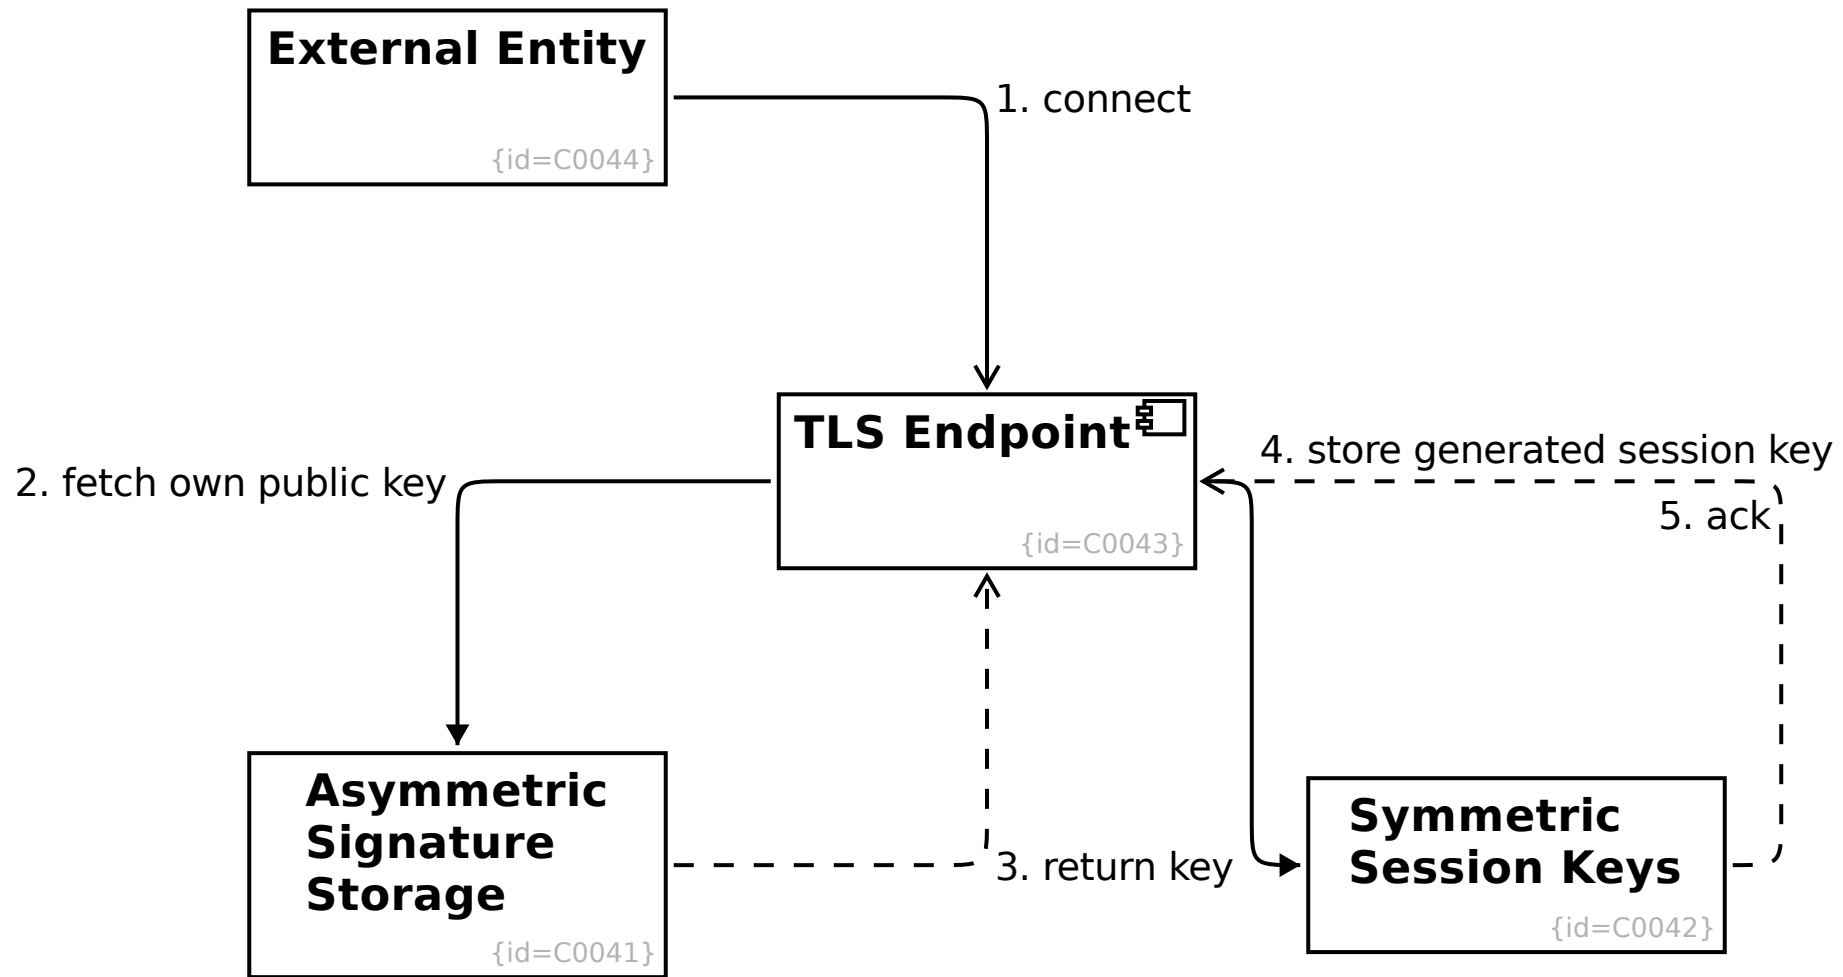 External Entity
{id=C0044}
1. connect
TLS Endpoint
{id=C0043}
2. fetch own public key
4. store generated session key
5. ack
Asymmetric
Signature
Storage
{id=C0041}
3. return key
Symmetric
Session Keys
{id=C0042}